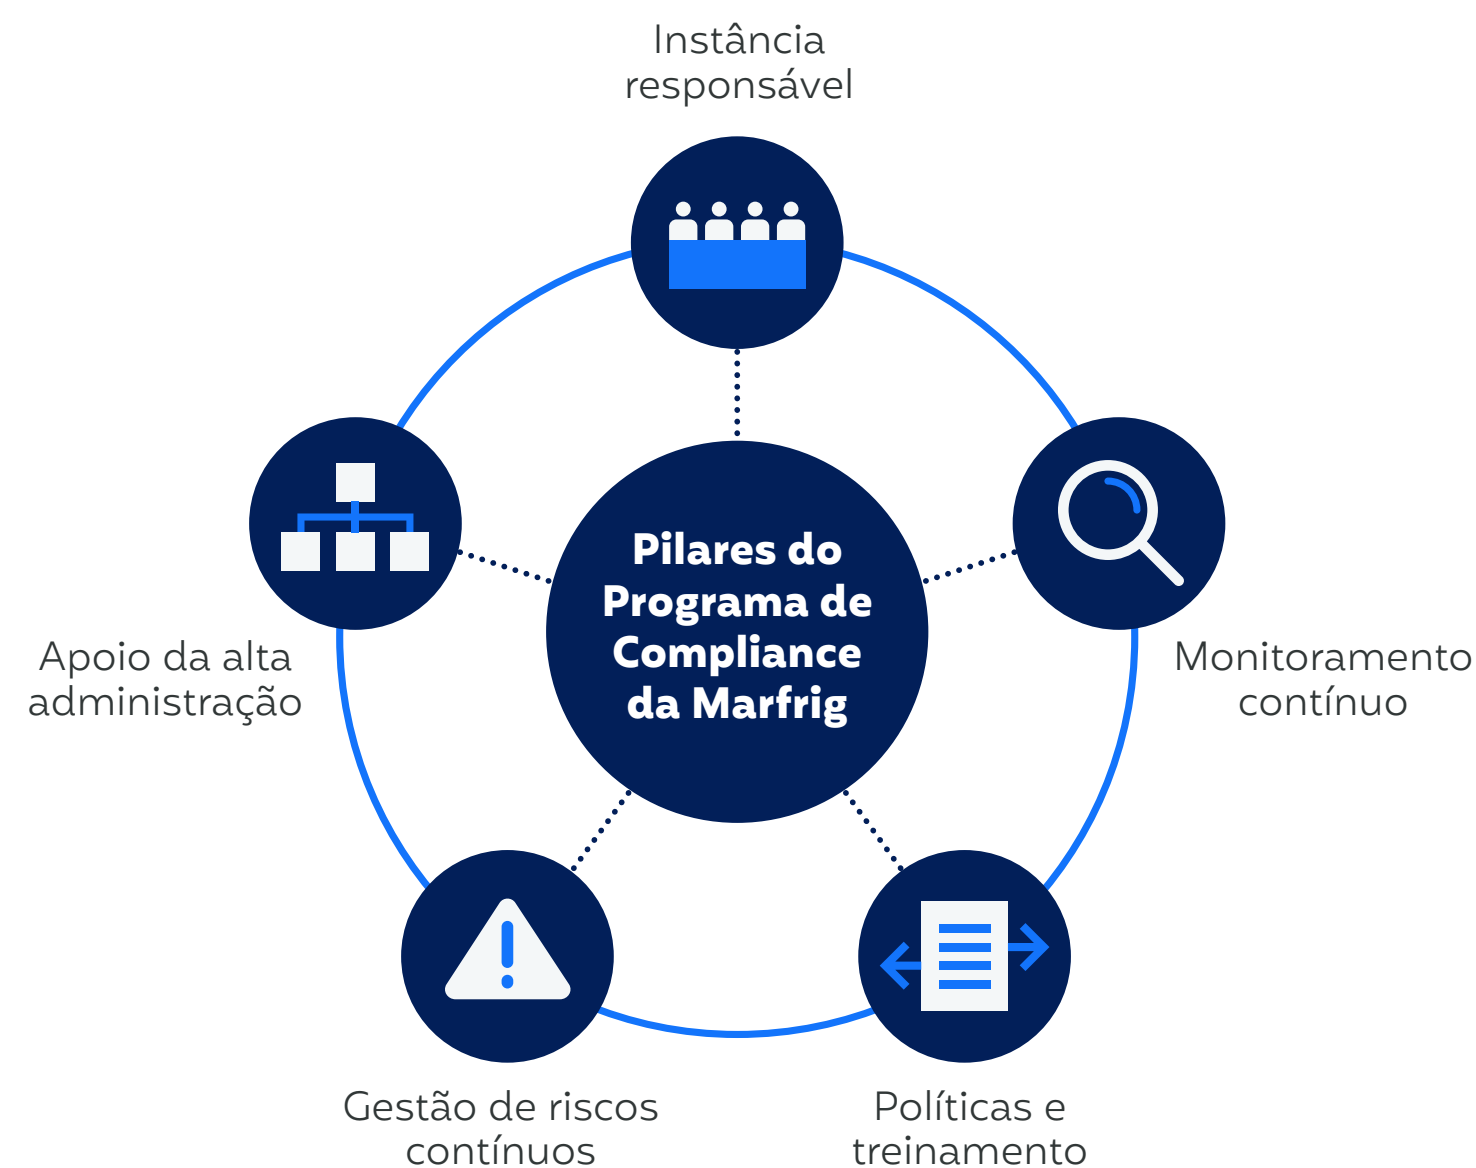 Instância
responsável
Pilares do
Programa de
Compliance
da Marfrig
Apoio da alta
administração
Monitoramento
contínuo
Gestão de riscos
contínuos
Políticas e
treinamento